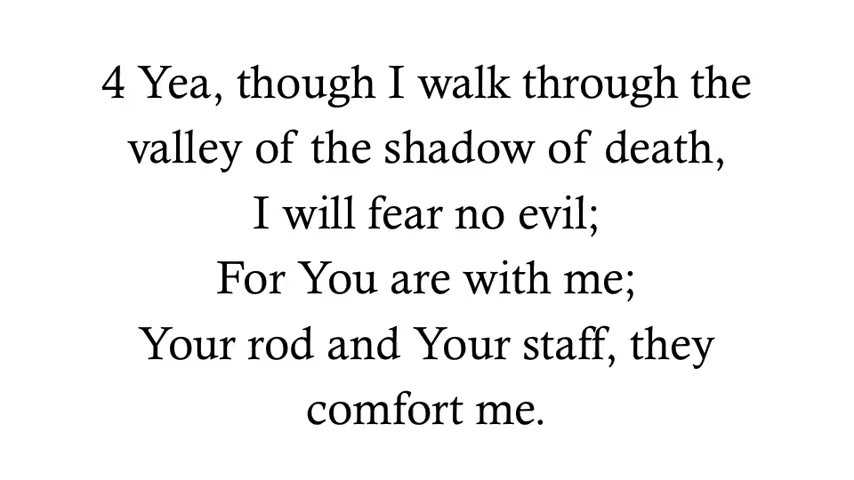 4 Yea, though I walk through the
valley of the shadow of death,
I will fear no evil;
For You are with me;
Your rod and Your staff, they
comfort me.